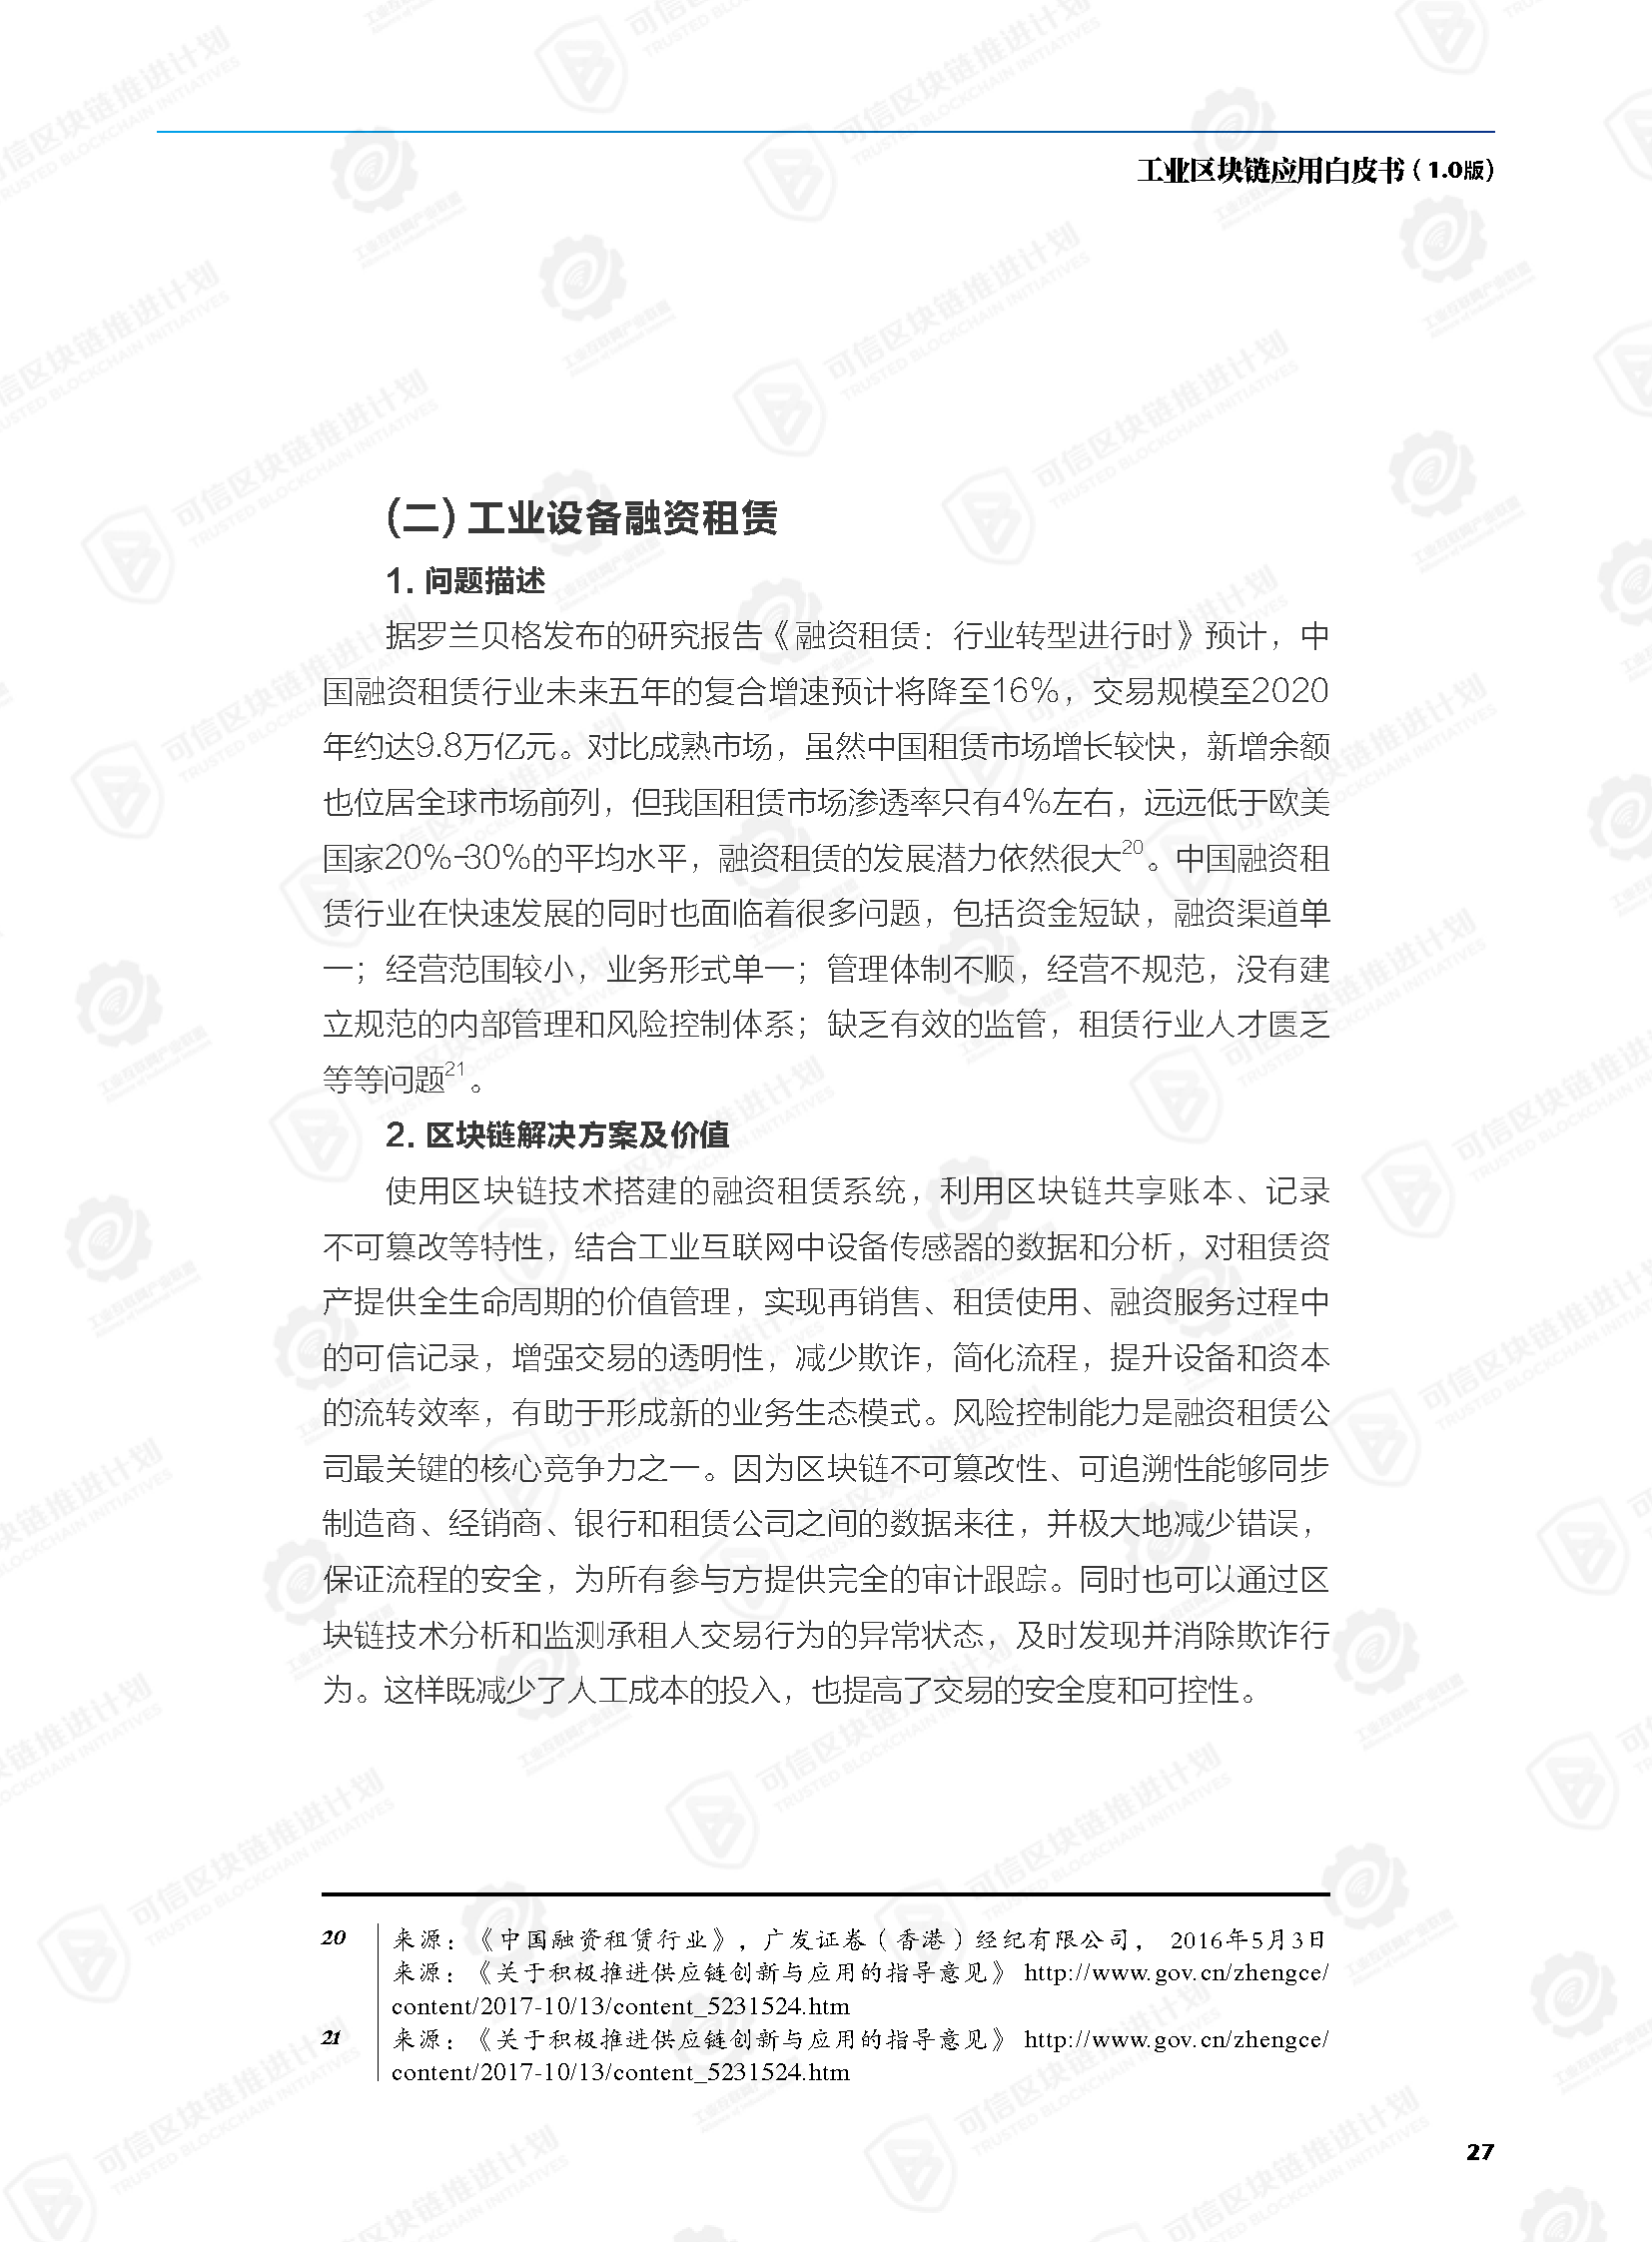 工业区块链应用白皮书（1.0版）
(二) 工业设备融资租赁
1. 问题描述
据罗兰贝格发布的研究报告《融资租赁：行业转型进行时》预计，中
国融资租赁行业未来五年的复合增速预计将降至16%，交易规模至2020
年约达9.8万亿元。对比成熟市场，虽然中国租赁市场增长较快，新增余额
也位居全球市场前列，但我国租赁市场渗透率只有4%左右，远远低于欧美
国家20%-30%的平均水平，融资租赁的发展潜力依然很大20。中国融资租
赁行业在快速发展的同时也面临着很多问题，包括资金短缺，融资渠道单
一；经营范围较小，业务形式单一；管理体制不顺，经营不规范，没有建
立规范的内部管理和风险控制体系；缺乏有效的监管，租赁行业人才匮乏
等等问题21。
2. 区块链解决方案及价值
使用区块链技术搭建的融资租赁系统，利用区块链共享账本、记录
不可篡改等特性，结合工业互联网中设备传感器的数据和分析，对租赁资
产提供全生命周期的价值管理，实现再销售、租赁使用、融资服务过程中
的可信记录，增强交易的透明性，减少欺诈，简化流程，提升设备和资本
的流转效率，有助于形成新的业务生态模式。风险控制能力是融资租赁公
司最关键的核心竞争力之一。因为区块链不可篡改性、可追溯性能够同步
制造商、经销商、银行和租赁公司之间的数据来往，并极大地减少错误，
保证流程的安全，为所有参与方提供完全的审计跟踪。同时也可以通过区
块链技术分析和监测承租人交易行为的异常状态，及时发现并消除欺诈行
为。这样既减少了人工成本的投入，也提高了交易的安全度和可控性。
20 来源：《中国融资租赁行业》，广发证卷（香港）经纪有限公司， 2016年5月3日
来源：《关于积极推进供应链创新与应用的指导意见》 http://www.gov.cn/zhengce/
content/2017-10/13/content_5231524.htm
21 来源：《关于积极推进供应链创新与应用的指导意见》 http://www.gov.cn/zhengce/
content/2017-10/13/content_5231524.htm
27